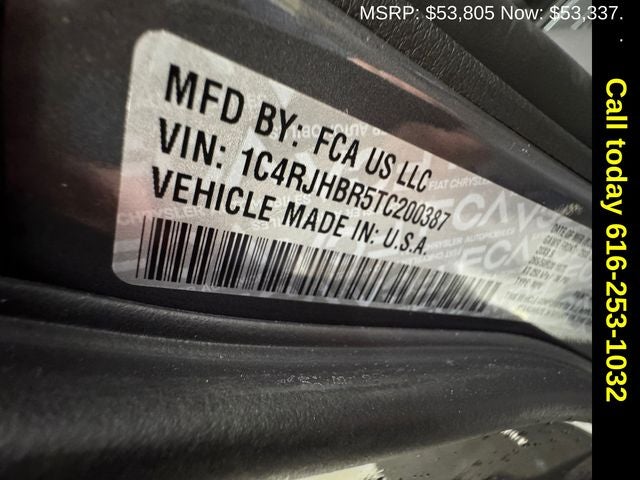 MSRP: $53,805 Now: $53,337.
Call today 616-253-1032
MFD BY: FCA US LLC
VIN: 1C4RJHBR5TC200387
VEHICLE MADE IN: U.S.A.